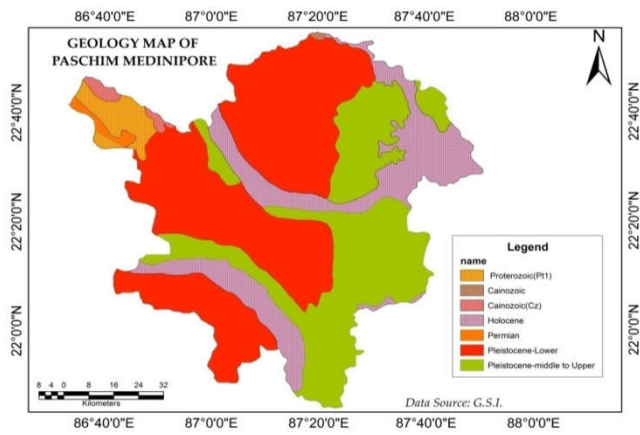 86°40'0"E 87°0'0"E 87°20'0"E 87°40'0"E 88°0'0"E
GEOLOGY MAP OF
PASCHIM MEDINIPORE
N
22°40'0"N 22°40'0"N
22°20'0"N 22°20'0"N
22°0'0"N 22°0'0"N
Legend
name
Proterozoic(Pt1)
Cainozoic
Cainozoic(Cz)
Holocene
Permian
Pleistocene-Lower
Pleistocene-middle to Upper
8 4 0 8 16 24 32
Kilometers
Data Source: G.S.I.
86°40'0"E 87°0'0"E 87°20'0"E 87°40'0"E 88°0'0"E